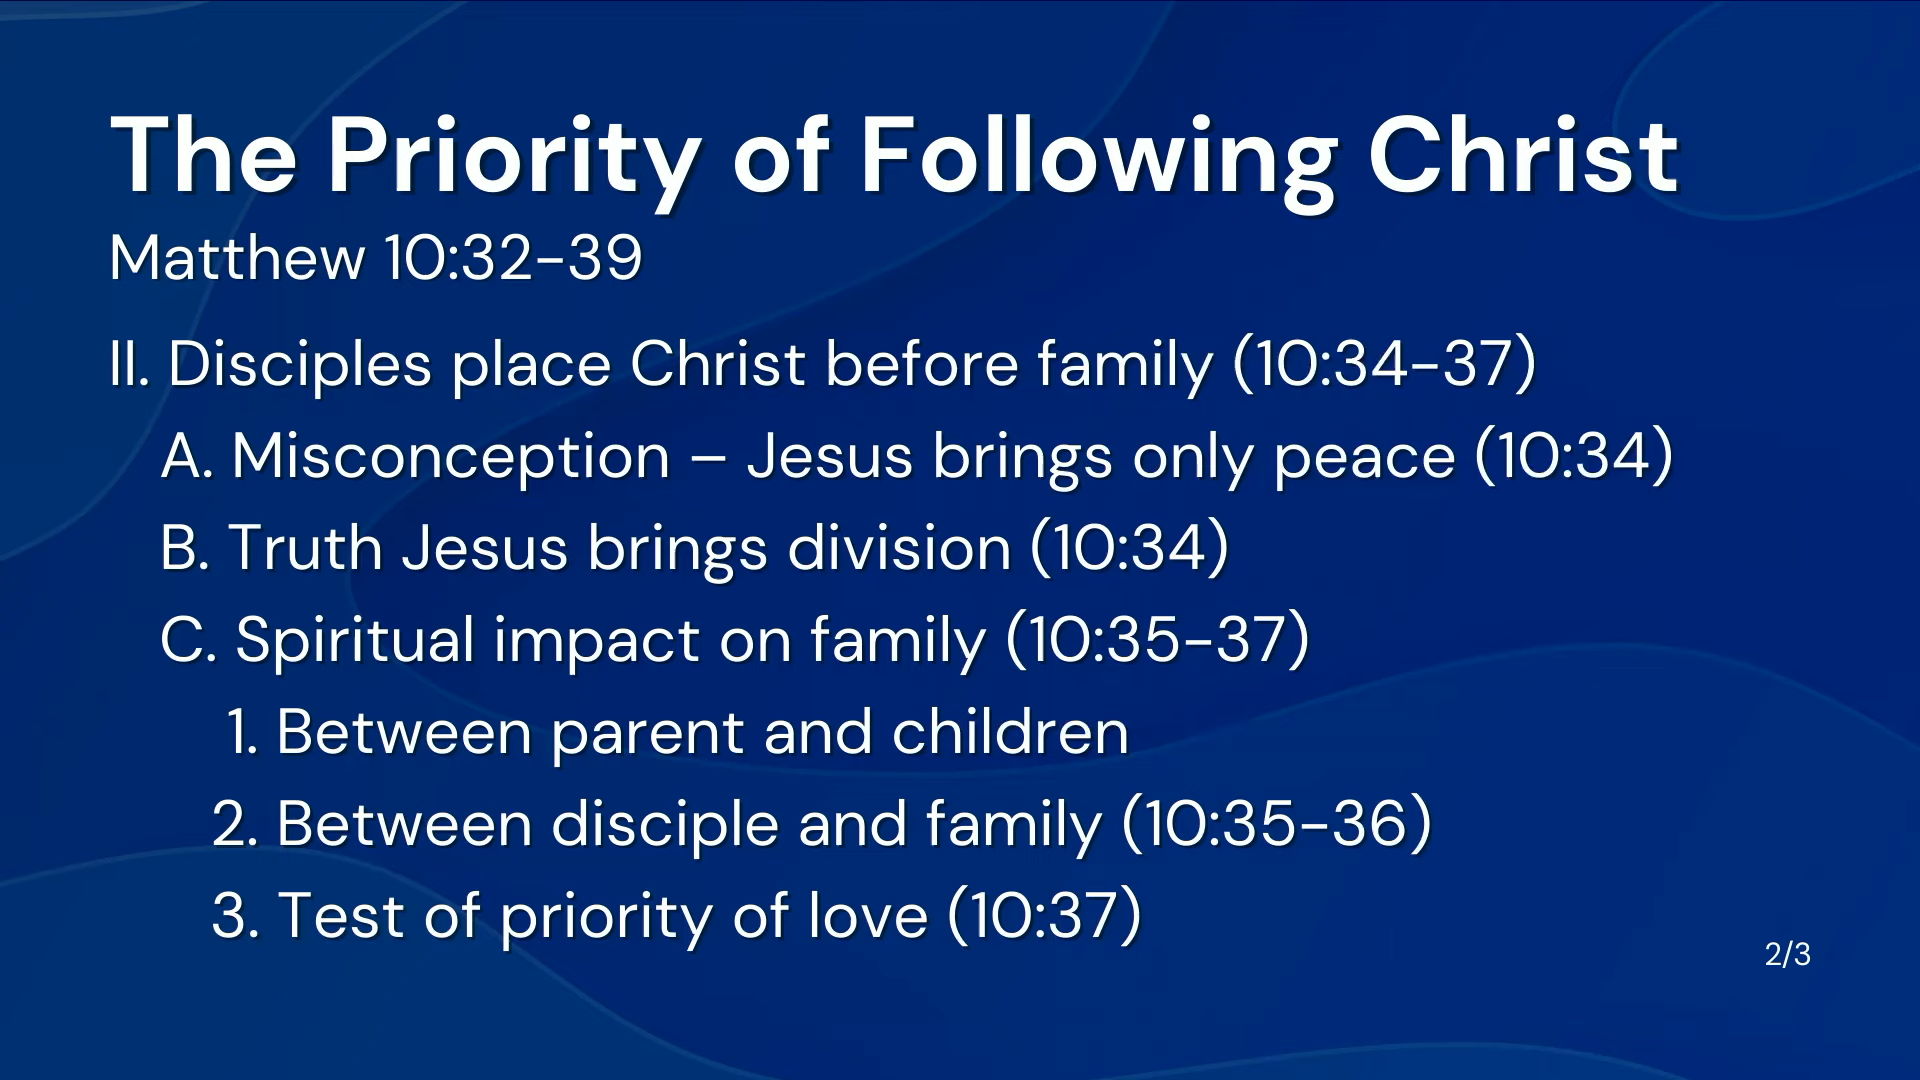 The Priority of Following Christ
Matthew 10:32-39
II. Disciples place Christ before family (10:34-37)
A. Misconception – Jesus brings only peace (10:34)
B. Truth Jesus brings division (10:34)
C. Spiritual impact on family (10:35-37)
1. Between parent and children
2. Between disciple and family (10:35-36)
3. Test of priority of love (10:37)
2/3